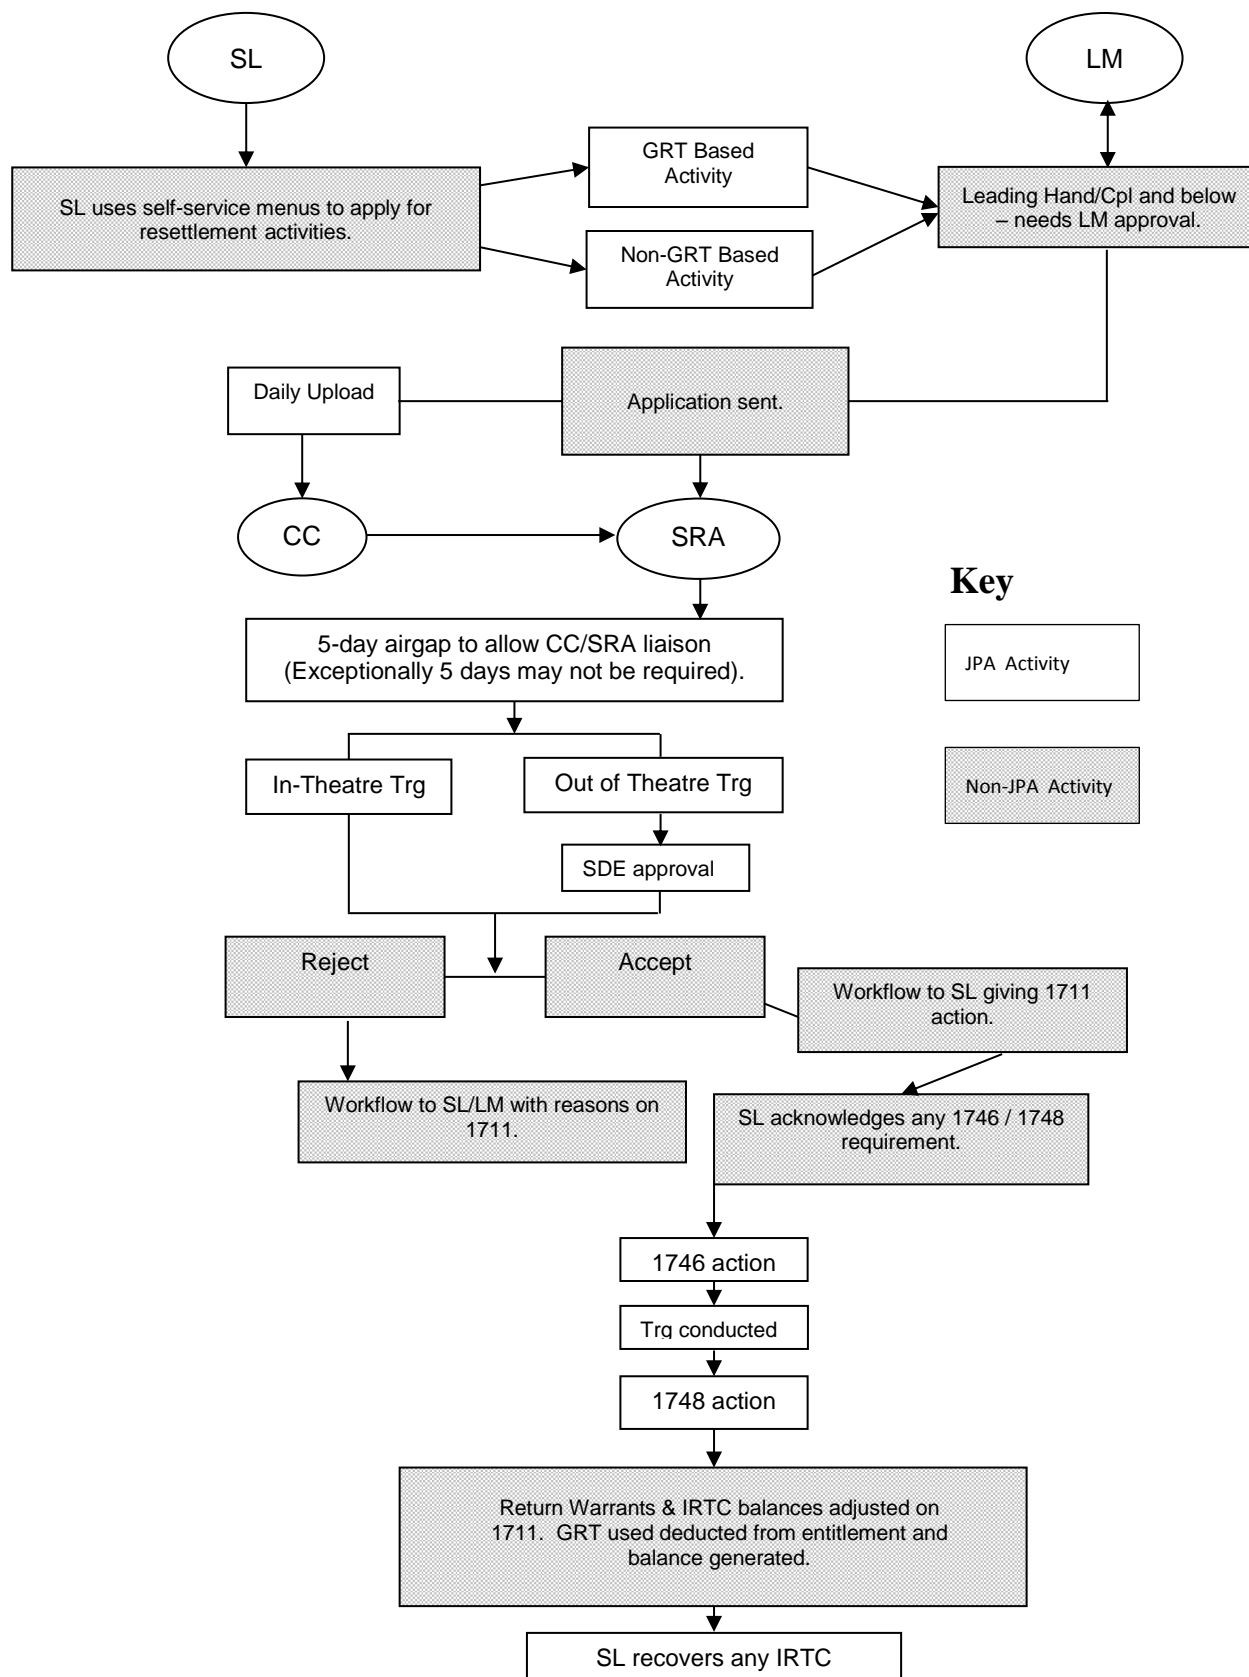 SL
LM
GRT Based
Activity
SL uses self-service menus to apply for
resettlement activities.
Leading Hand/Cpl and below
– needs LM approval.
Non-GRT Based
Activity
Daily Upload
Application sent.
CC
SRA
Key
5-day airgap to allow CC/SRA liaison
(Exceptionally 5 days may not be required).
JPA Activity
In-Theatre Trg
Out of Theatre Trg
Non-JPA Activity
SDE approval
Reject
Accept
Workflow to SL giving 1711
action.
Workflow to SL/LM with reasons on
1711.
SL acknowledges any 1746 / 1748
requirement.
1746 action
Trg conducted
1748 action
Return Warrants & IRTC balances adjusted on
1711. GRT used deducted from entitlement and
balance generated.
SL recovers any IRTC